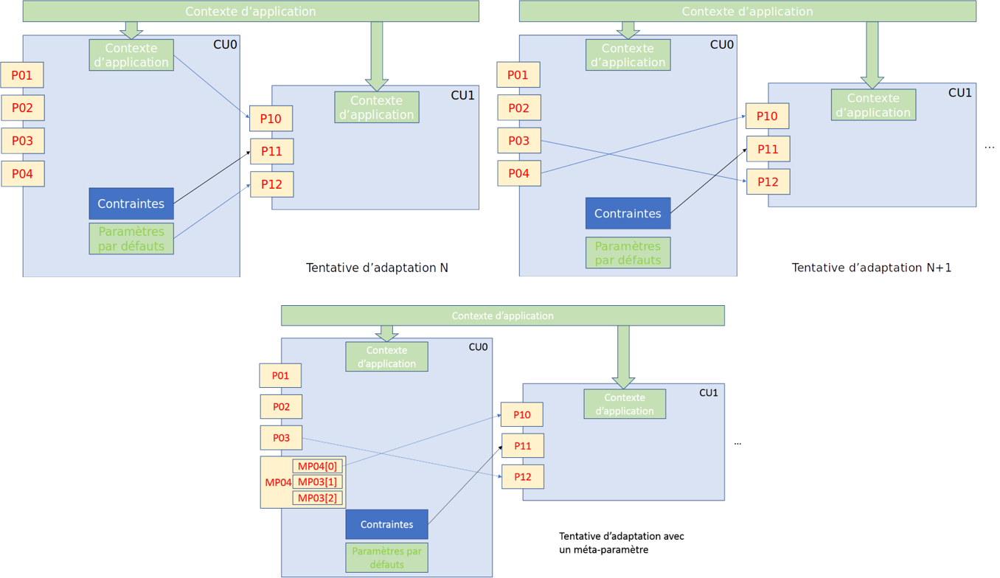 Contexte d'application
CU0
Contexte
d'application
P01
P02
P03
P04
CU1
Contexte
d'application
P10
P11
P12
Contraintes
Paramètres
par défauts
Tentative d'adaptation N
Contexte d'application
CU0
Contexte
d'application
P01
P02
P03
P04
CU1
Contexte
d'application
P10
P11
P12
...
Contraintes
Paramètres
par défauts
Tentative d'adaptation N+1
Contexte d'application
CU0
Contexte
d'application
P01
P02
P03
MP04
MP04[0]
MP03[1]
MP03[2]
CU1
Contexte
d'application
P10
P11
P12
...
Contraintes
Paramètres par
défauts
Tentative d'adaptation avec
un méta-paramètre